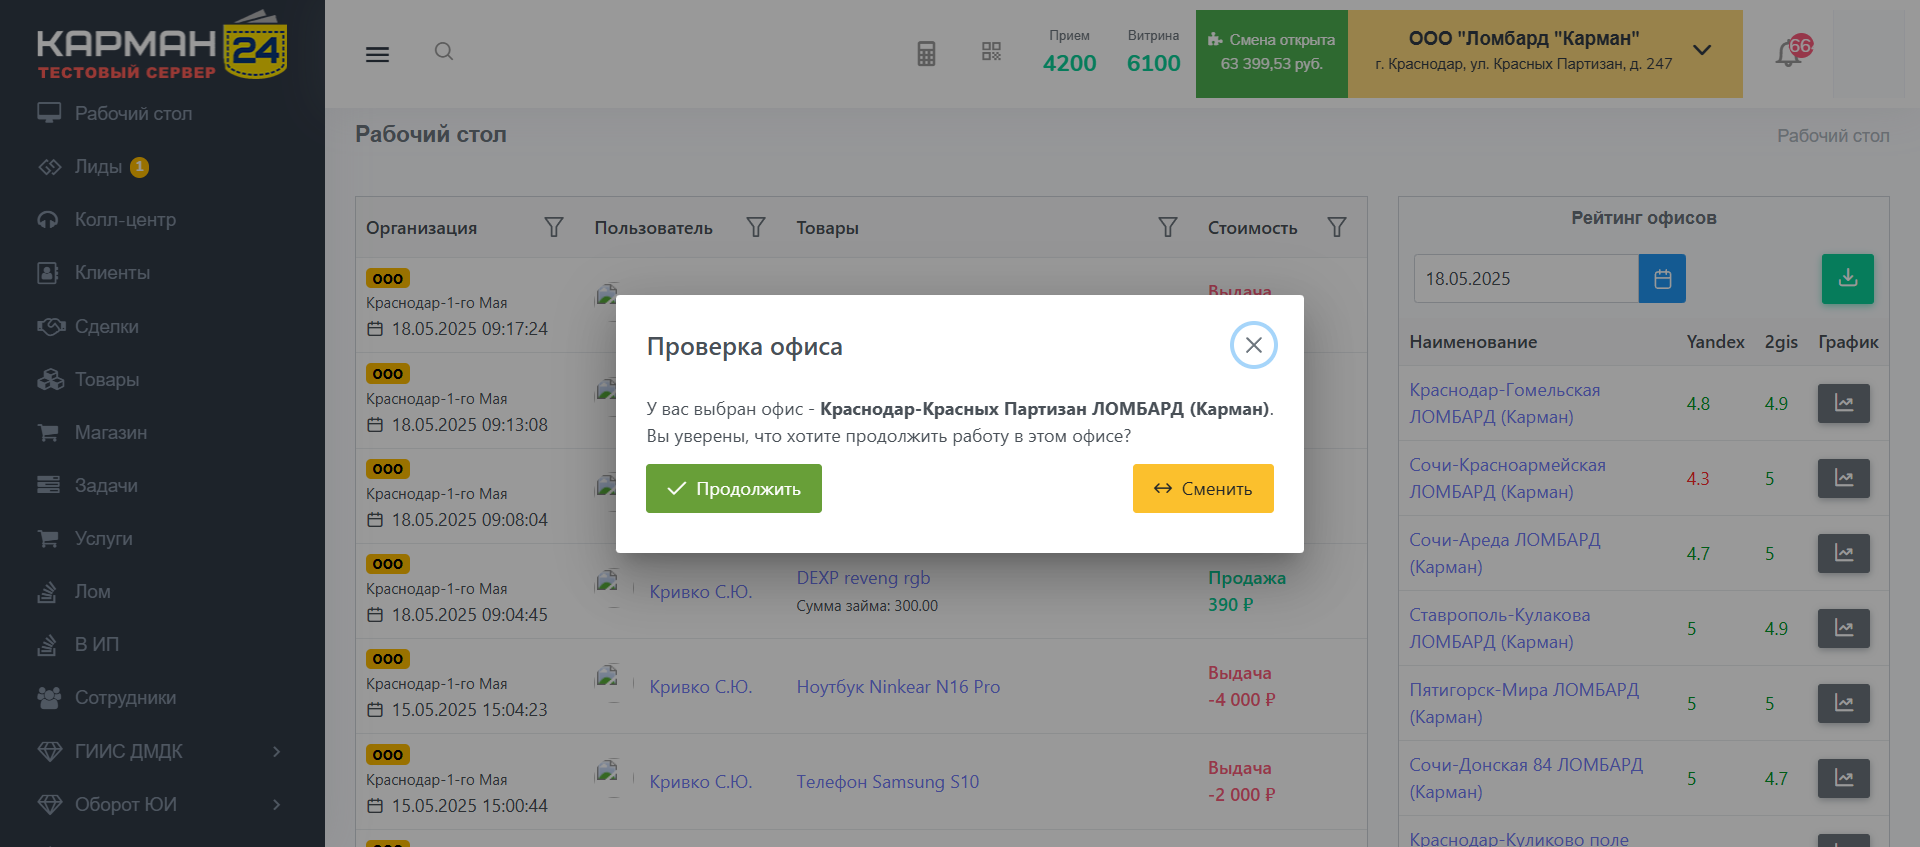 КАРМАН 24
ТЕСТОВЫЙ СЕРВЕР
Рабочий стол
Лиды 1
Колл-центр
Клиенты
Сделки
Товары
Магазин
Задачи
Услуги
Лом
В ИП
Сотрудники
ГИИС ДМДК
Оборот ЮИ
Прием
4200
Витрина
6100
Смена открыта
63 399,53 руб.
ООО "Ломбард "Карман"
г. Краснодар, ул. Красных Партизан, д. 247
Рабочий стол
Рабочий стол
Организация Пользователь Товары Стоимость
ООО
Краснодар-1-го Мая
18.05.2025 09:17:24
Выдача
ООО
Краснодар-1-го Мая
18.05.2025 09:13:08
ООО
Краснодар-1-го Мая
18.05.2025 09:08:04
ООО
Краснодар-1-го Мая
18.05.2025 09:04:45
Кривко С.Ю.
DEXP reveng rgb
Сумма займа: 300.00
Продажа
390 ₽
ООО
Краснодар-1-го Мая
15.05.2025 15:04:23
Кривко С.Ю.
Ноутбук Ninkear N16 Pro
Выдача
-4 000 ₽
ООО
Краснодар-1-го Мая
15.05.2025 15:00:44
Кривко С.Ю.
Телефон Samsung S10
Выдача
-2 000 ₽
Проверка офиса
У вас выбран офис - Краснодар-Красных Партизан ЛОМБАРД (Карман).
Вы уверены, что хотите продолжить работу в этом офисе?
Продолжить
Сменить
Рейтинг офисов
18.05.2025
Наименование Yandex 2gis График
Краснодар-Гомельская
ЛОМБАРД (Карман)
4.8 4.9
Сочи-Красноармейская
ЛОМБАРД (Карман)
4.3 5
Сочи-Ареда ЛОМБАРД
(Карман)
4.7 5
Ставрополь-Кулакова
ЛОМБАРД (Карман)
5 4.9
Пятигорск-Мира ЛОМБАРД
(Карман)
5 5
Сочи-Донская 84 ЛОМБАРД
(Карман)
5 4.7
Краснодар-Куликово поле